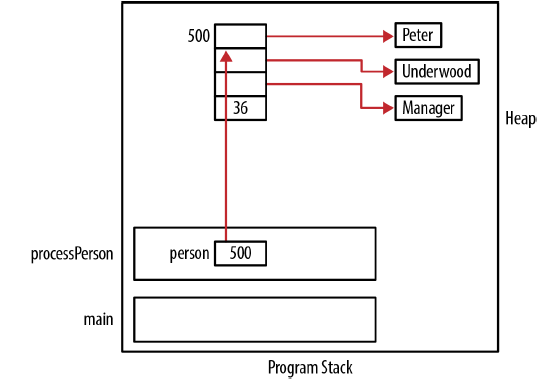 500
Peter
Underwood
Manager
36
Heap
processPerson
person
500
main
Program Stack